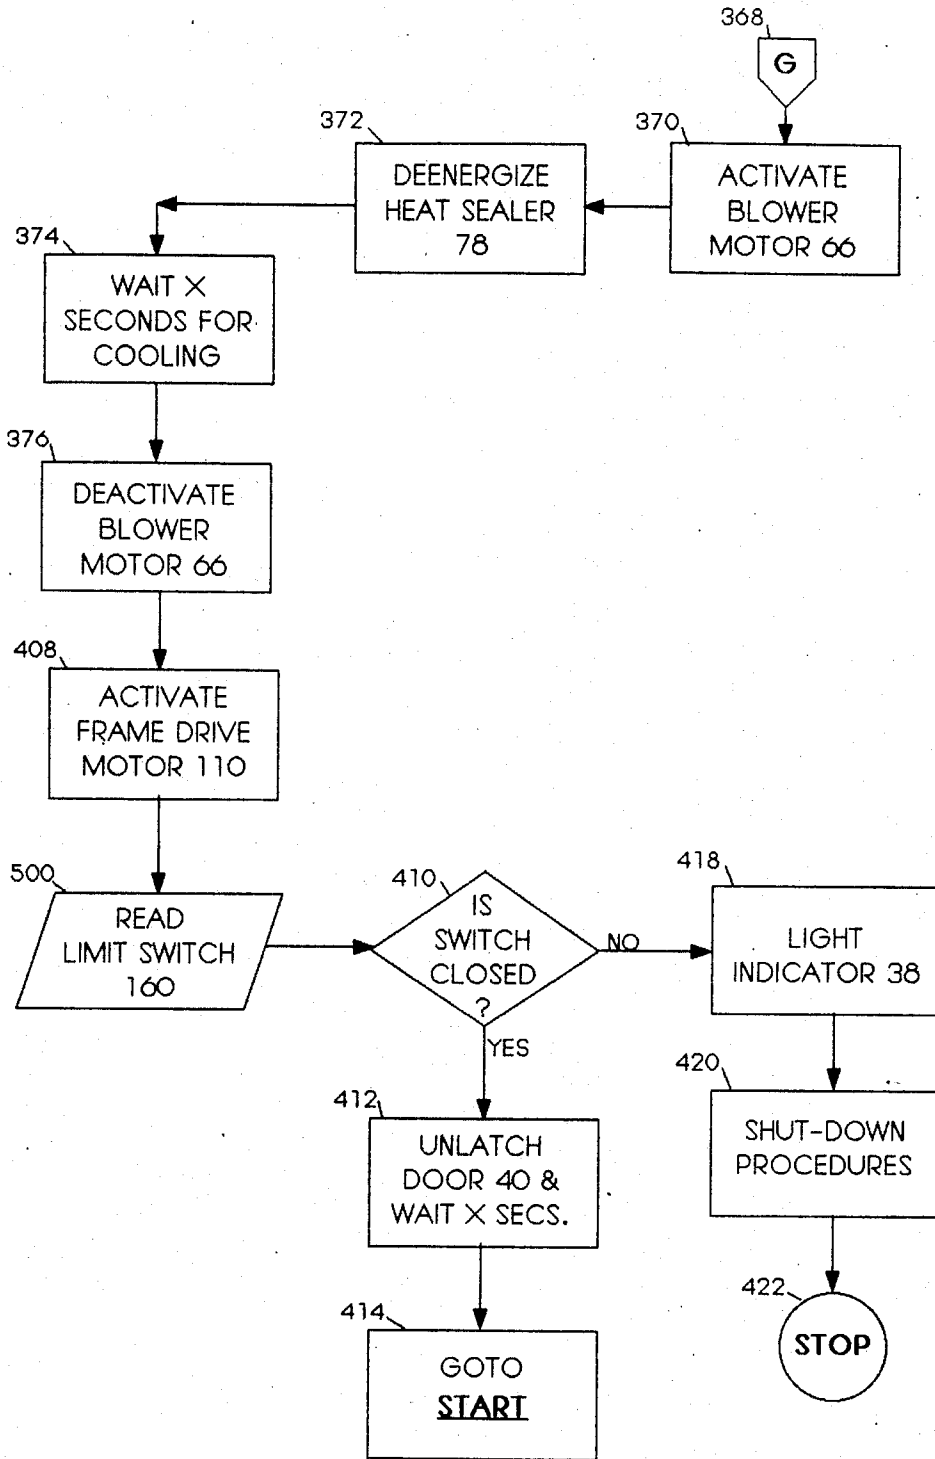 368
G
370
ACTIVATE
BLOWER
MOTOR 66
372
DEENERGIZE
HEAT SEALER
78
374
WAIT X
SECONDS FOR
COOLING
376
DEACTIVATE
BLOWER
MOTOR 66
408
ACTIVATE
FRAME DRIVE
MOTOR 110
500
READ
LIMIT SWITCH
160
410
IS
SWITCH
CLOSED
?
NO
YES
418
LIGHT
INDICATOR 38
420
SHUT-DOWN
PROCEDURES
422
STOP
412
UNLATCH
DOOR 40 &
WAIT X SECS.
414
GOTO
START